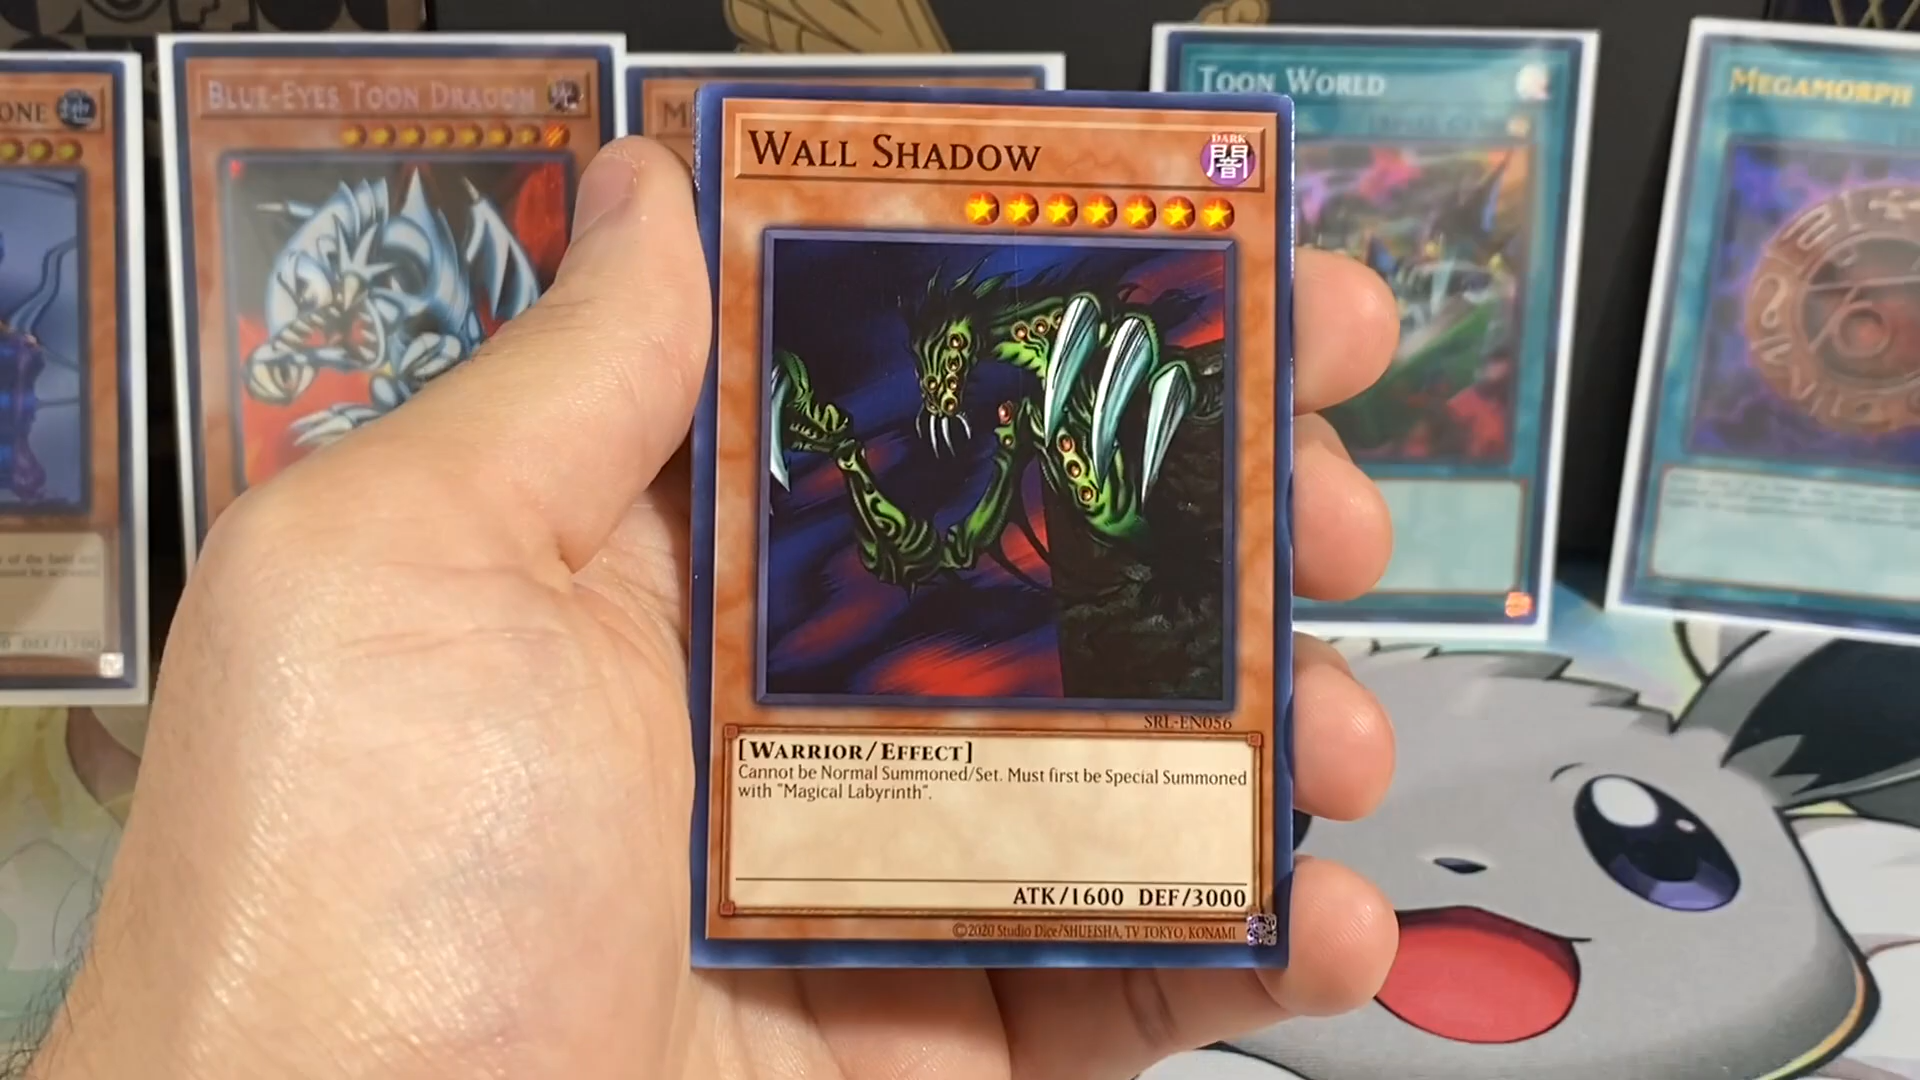 ONE
BLUE-EYES TOON DRAGON
TOON WORLD
MEGAMORPH
WALL SHADOW
DARK
闇
SRL-EN056
[WARRIOR/EFFECT]
Cannot be Normal Summoned/Set. Must first be Special Summoned
with "Magical Labyrinth".
ATK/1600 DEF/3000
©2020 Studio Dice/SHUEISHA, TV TOKYO, KONAMI